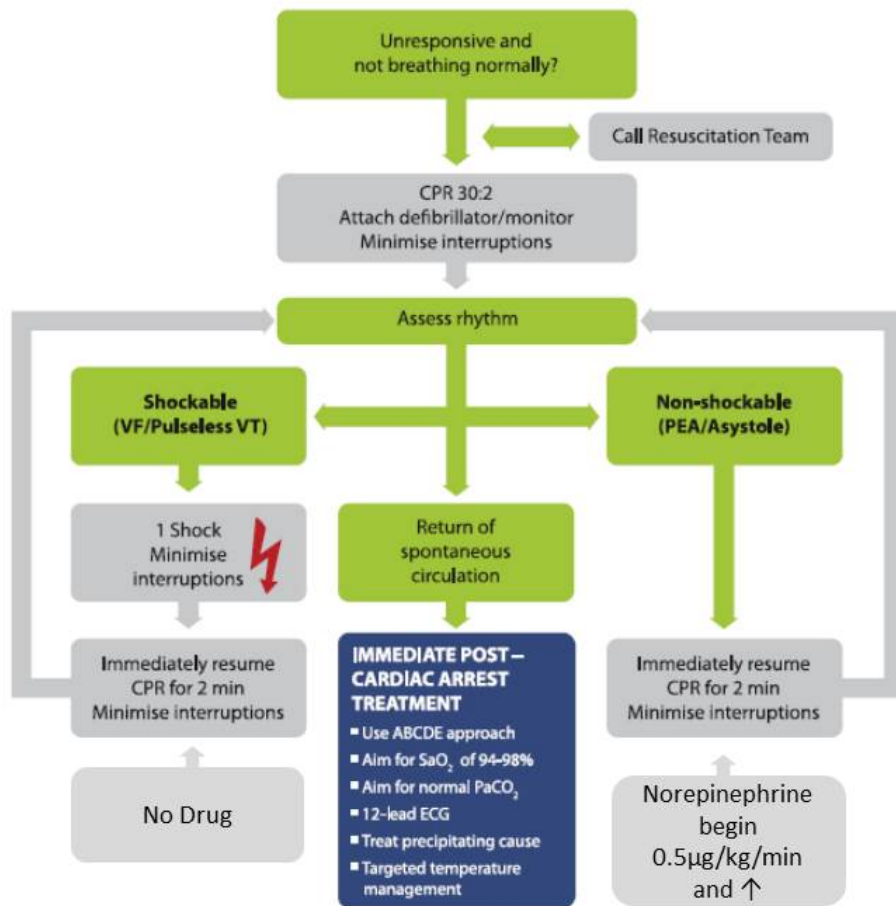 Unresponsive and
not breathing normally?
Call Resuscitation Team
CPR 30:2
Attach defibrillator/monitor
Minimise interruptions
Assess rhythm
Shockable
(VF/Pulseless VT)
Non-shockable
(PEA/Asystole)
1 Shock
Minimise
interruptions
Return of
spontaneous
circulation
Immediately resume
CPR for 2 min
Minimise interruptions
IMMEDIATE POST–
CARDIAC ARREST
TREATMENT
▪ Use ABCDE approach
▪ Aim for SaO₂ of 94-98%
▪ Aim for normal PaCO₂
▪ 12-lead ECG
▪ Treat precipitating cause
▪ Targeted temperature
management
Immediately resume
CPR for 2 min
Minimise interruptions
No Drug
Norepinephrine
begin
0.5µg/kg/min
and ↑